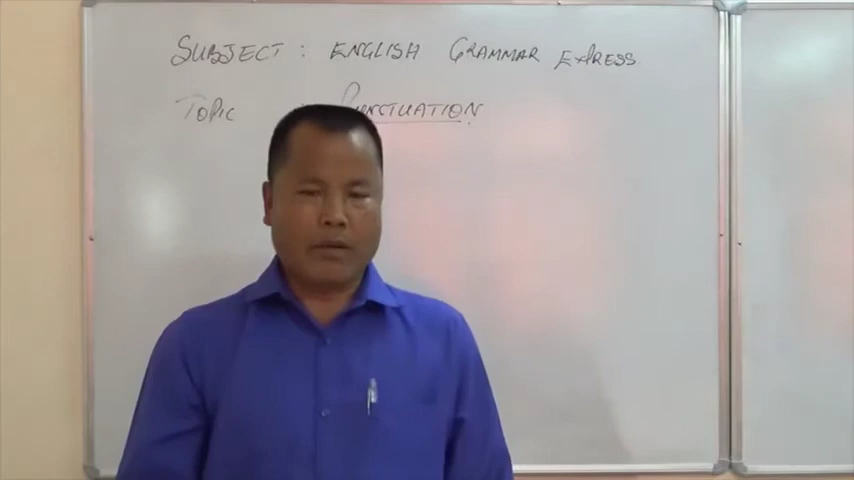 SUBJECT : ENGLISH GRAMMAR EXPRESS
TOPIC : PUNCTUATION